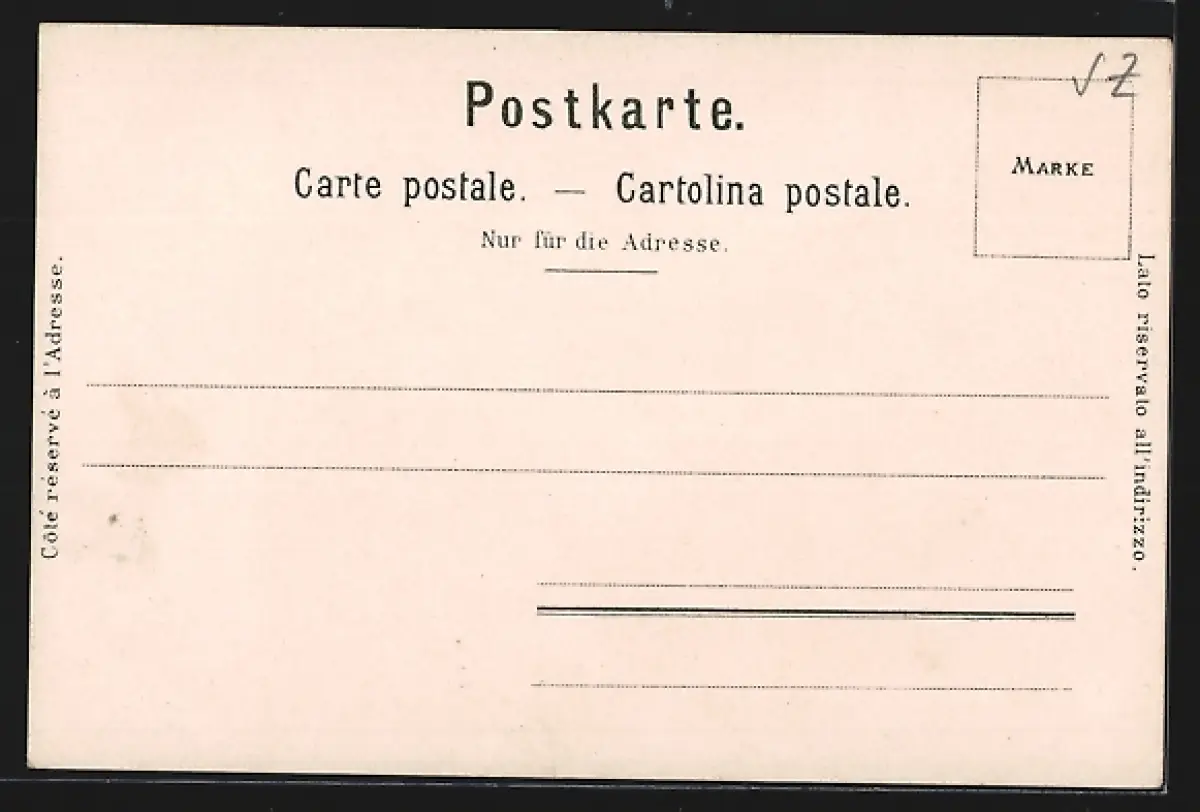 √Z
Postkarte.
MARKE
Carte postale. — Cartolina postale.
Nur für die Adresse.
Côté réservé à l'Adresse.
Lato riservato all'indirizzo.